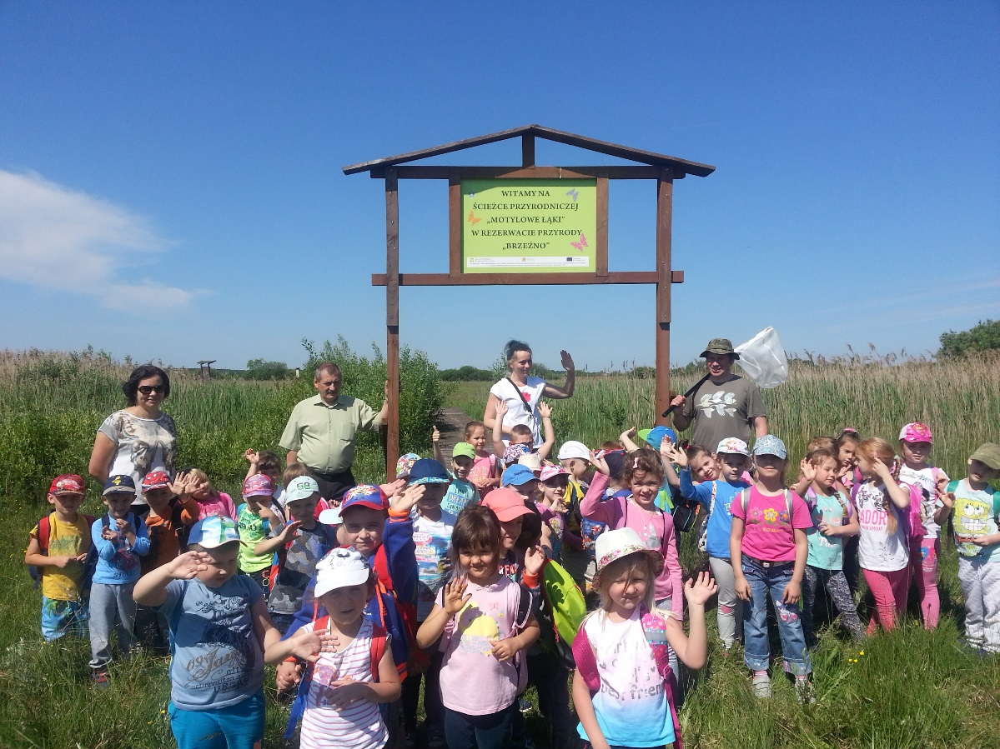 WITAMY NA
ŚCIEŻCE PRZYRODNICZEJ
„MOTYLOWE ŁĄKI”
W REZERWACIE PRZYRODY
„BRZEŹNO”